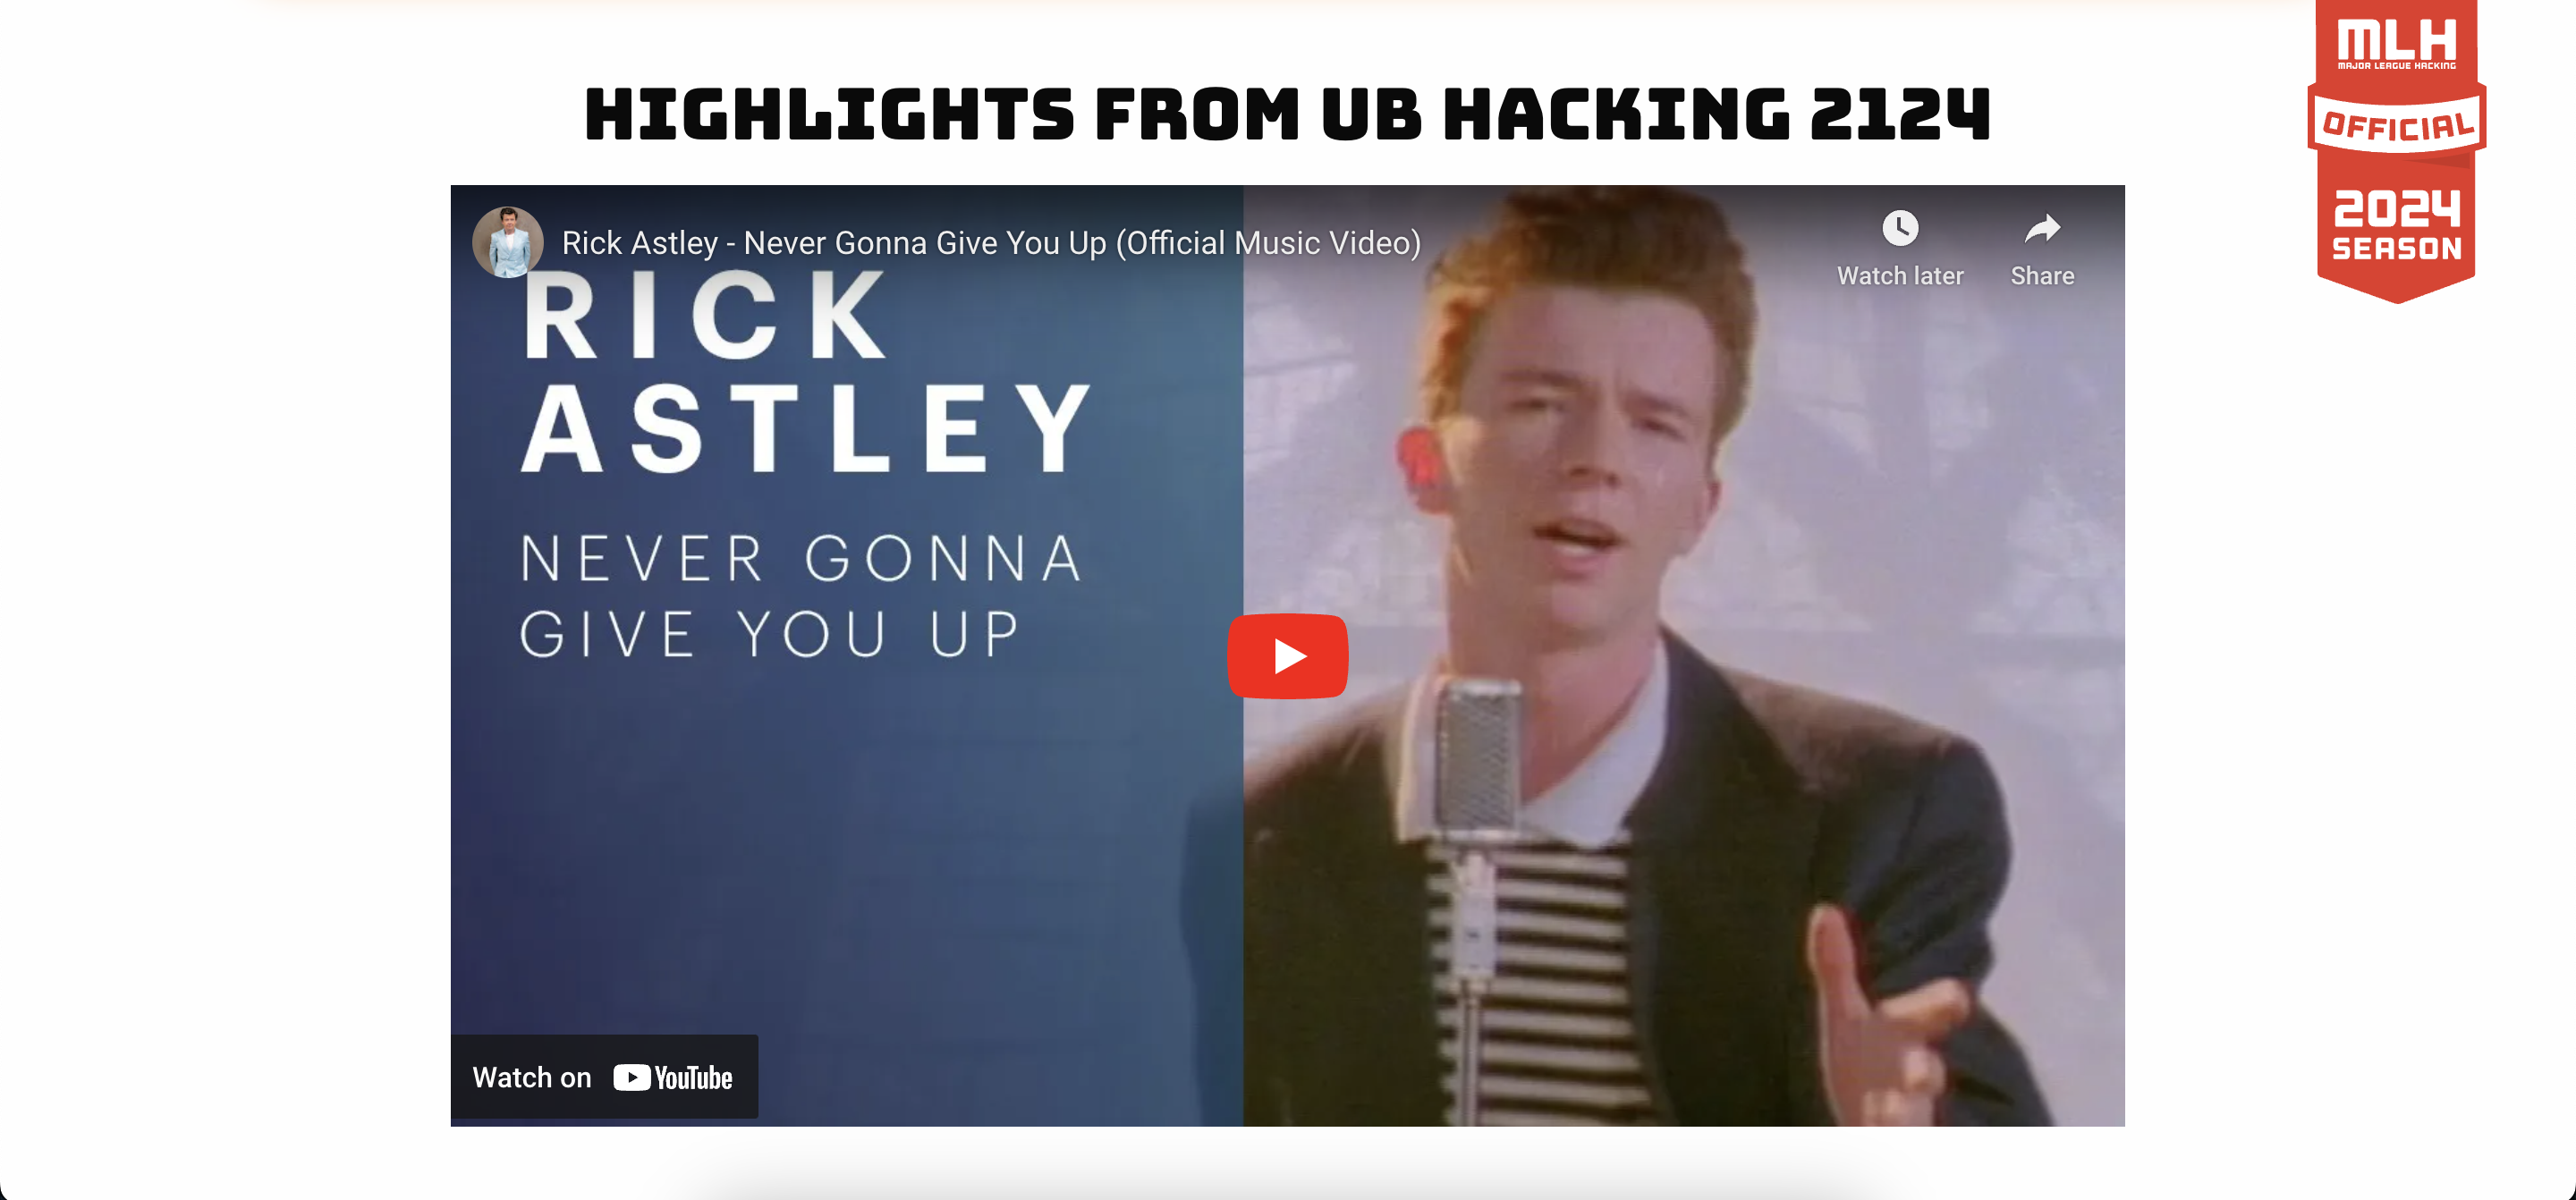 HIGHLIGHTS FROM UB HACKING 2124
MLH
MAJOR LEAGUE HACKING
OFFICIAL
2024
SEASON
Rick Astley - Never Gonna Give You Up (Official Music Video)
Watch later
Share
RICK
ASTLEY
NEVER GONNA
GIVE YOU UP
Watch on YouTube